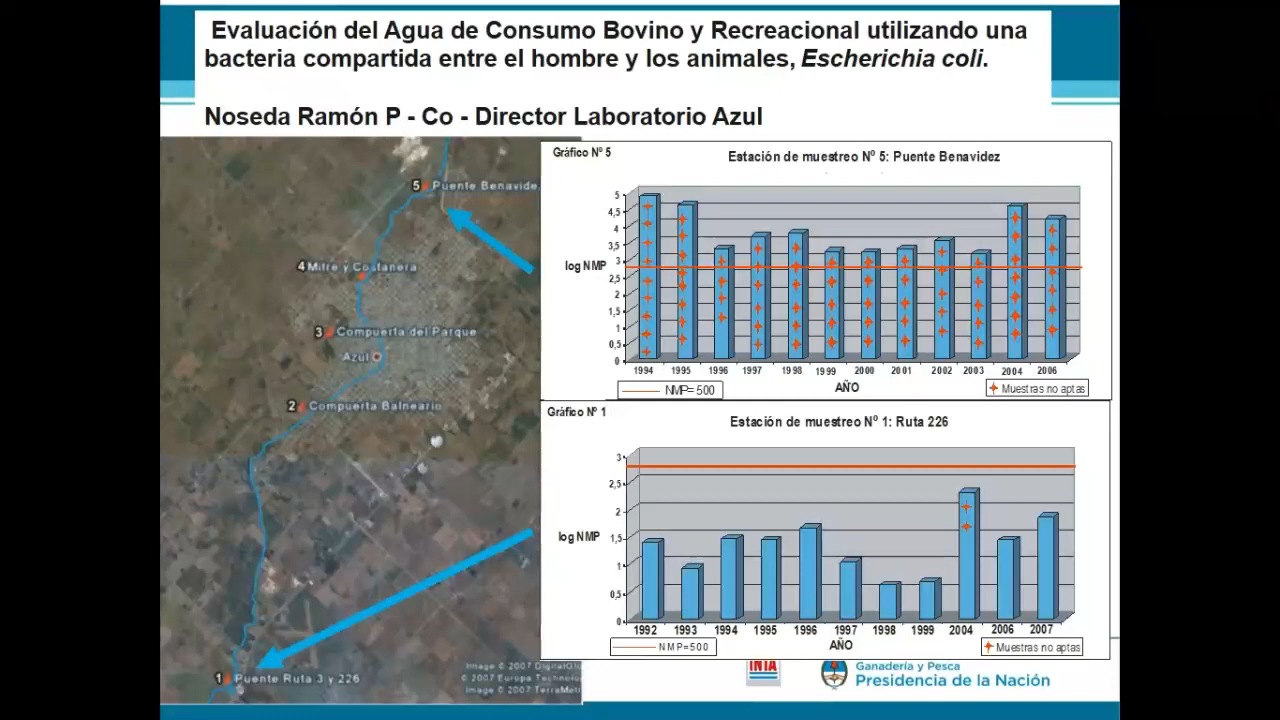 Evaluación del Agua de Consumo Bovino y Recreacional utilizando una
bacteria compartida entre el hombre y los animales, Escherichia coli.
Noseda Ramón P - Co - Director Laboratorio Azul
5 Puente Benavide
4 Mitre y Costanera
3 Compuerta del Parque
Azul
2 Compuerta Balneario
1 Puente Ruta 3 y 226
Image © 2007 DigitalGlo
© 2007 Europa Technolo
Image © 2007 TerraMet
Gráfico Nº 5
Estación de muestreo Nº 5: Puente Benavidez
5
4,5
4
3,5
3
log NMP
2,5
2
1,5
1
0,5
0
1994 1995 1996 1997 1998 1999 2000 2001 2002 2003 2004 2006
AÑO
NMP= 500
Muestras no aptas
Gráfico Nº 1
Estación de muestreo Nº 1: Ruta 226
3
2,5
2
log NMP
1,5
1
0,5
0
1992 1993 1994 1995 1996 1997 1998 1999 2004 2006 2007
AÑO
NMP=500
Muestras no aptas
INTA
Ganadería y Pesca
Presidencia de la Nación